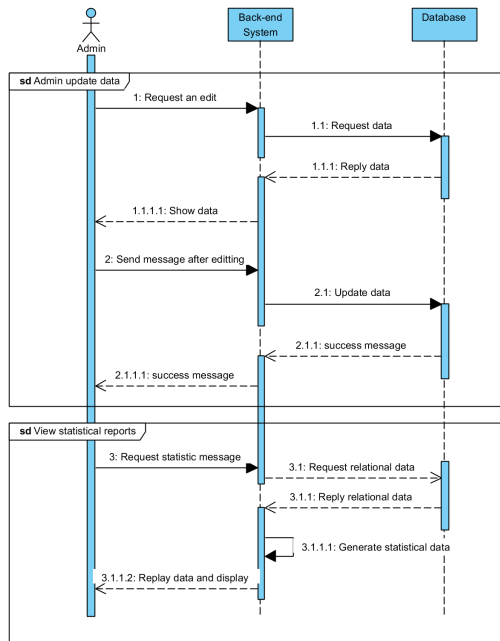 Back-end
System
Database
Admin
sd Admin update data
1: Request an edit
1.1: Request data
1.1.1: Reply data
1.1.1.1: Show data
2: Send message after editting
2.1: Update data
2.1.1: success message
2.1.1.1: success message
sd View statistical reports
3: Request statistic message
3.1: Request relational data
3.1.1: Reply relational data
3.1.1.1: Generate statistical data
3.1.1.2: Replay data and display